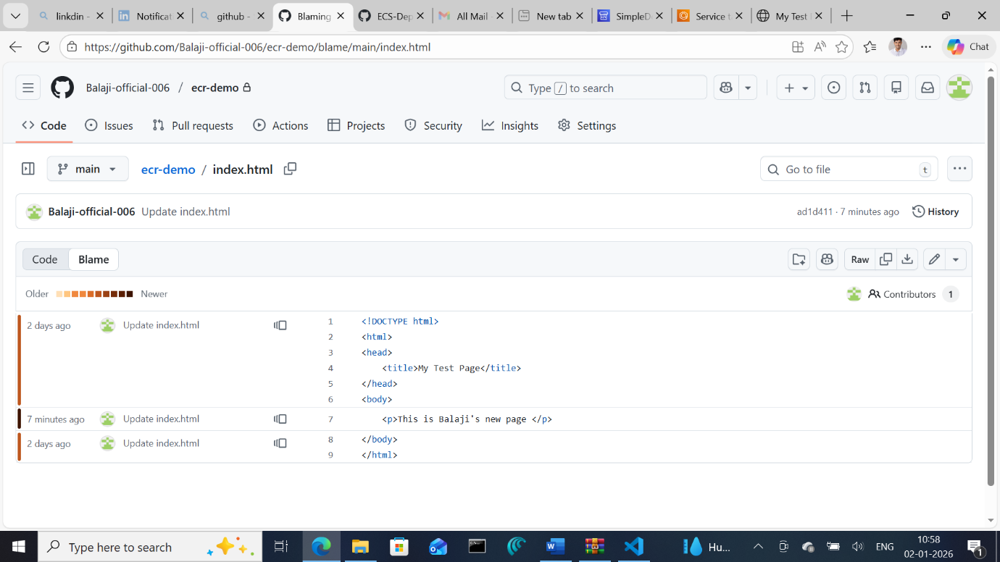 linkdin -
Notificat
github -
Blaming
ECS-Dep
All Mail -
New tab
SimpleD
Service t
My Test
https://github.com/Balaji-official-006/ecr-demo/blame/main/index.html
Chat
Balaji-official-006 / ecr-demo
Type / to search
Code
Issues
Pull requests
Actions
Projects
Security
Insights
Settings
main
ecr-demo / index.html
Go to file
t
Balaji-official-006 Update index.html
ad1d411 · 7 minutes ago
History
Code
Blame
Raw
Older
Newer
Contributors 1
2 days ago Update index.html
1 <!DOCTYPE html>
2 <html>
3 <head>
4 <title>My Test Page</title>
5 </head>
6 <body>
7 minutes ago Update index.html
7 <p>This is Balaji's new page </p>
2 days ago Update index.html
8 </body>
9 </html>
Type here to search
Hu...
ENG
10:58
02-01-2026
1